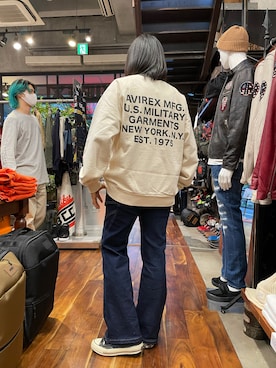 AVIREX MFG.
U.S. MILITARY
GARMENTS
NEW YORK.N.Y.
EST. 1975